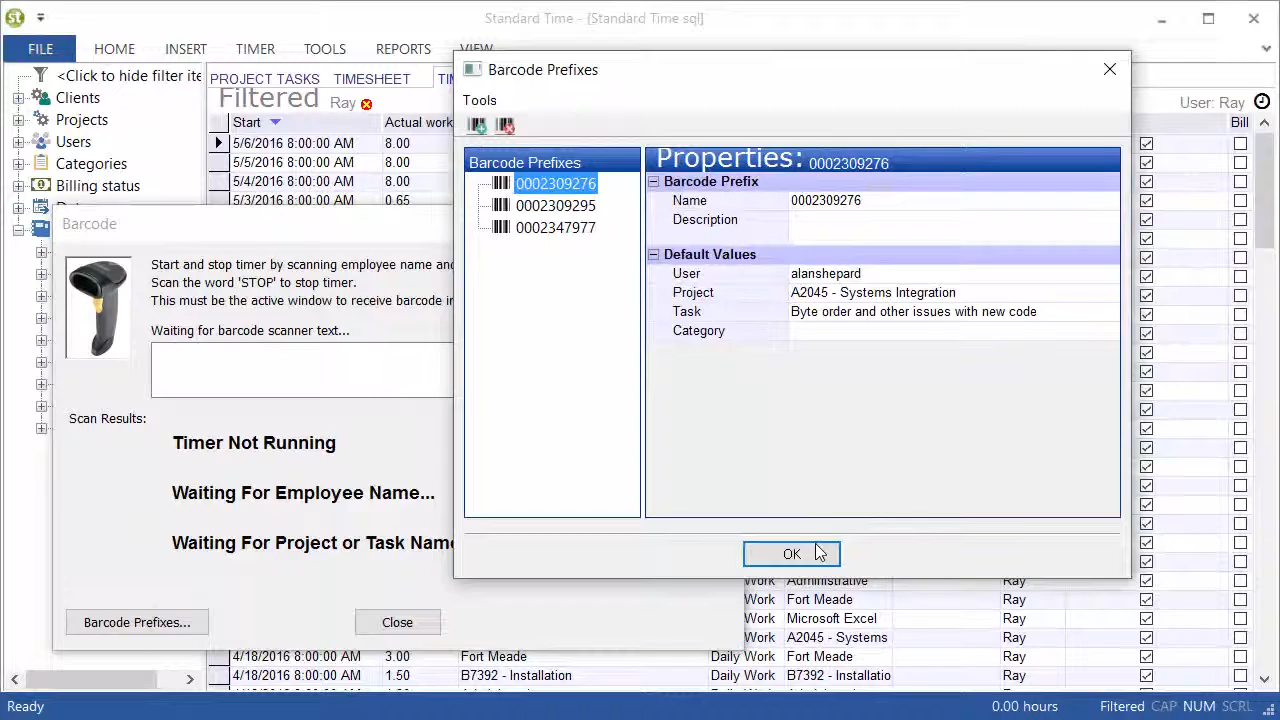 st
Standard Time - [Standard Time sql]
FILE HOME INSERT TIMER TOOLS REPORTS VIEW
<Click to hide filter ite
Clients
Projects
Users
Categories
Billing status
PROJECT TASKS TIMESHEET
Filtered Ray
User: Ray
Start Actual work Bill
5/6/2016 8:00:00 AM 8.00
5/5/2016 8:00:00 AM 8.00
5/4/2016 8:00:00 AM 8.00
5/3/2016 8:00:00 AM 0.65
Barcode
Start and stop timer by scanning employee name and
Scan the word 'STOP' to stop timer.
This must be the active window to receive barcode in
Waiting for barcode scanner text...
Scan Results:
Timer Not Running
Waiting For Employee Name...
Waiting For Project or Task Name
Barcode Prefixes...
Close
Barcode Prefixes
Tools
Barcode Prefixes
0002309276
0002309295
0002347977
Properties: 0002309276
Barcode Prefix
Name 0002309276
Description
Default Values
User alanshepard
Project A2045 - Systems Integration
Task Byte order and other issues with new code
Category
OK
Work Administrative Ray
Work Fort Meade Ray
Work Microsoft Excel Ray
Work A2045 - Systems Ray
4/18/2016 8:00:00 AM 3.00 Fort Meade Daily Work Fort Meade Ray
4/18/2016 8:00:00 AM 1.50 B7392 - Installation Daily Work B7392 - Installatio Ray
Ready
0.00 hours Filtered CAP NUM SCRL